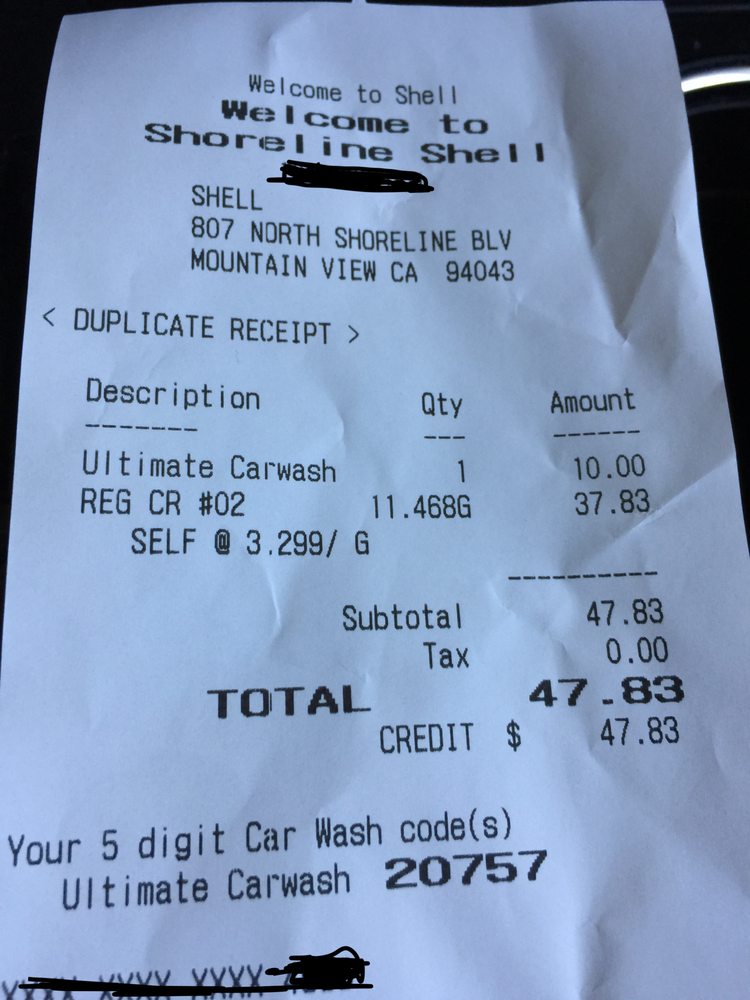 Welcome to Shell
Welcome to
Shoreline Shell
SHELL
807 NORTH SHORELINE BLV
MOUNTAIN VIEW CA 94043
< DUPLICATE RECEIPT >
Description Qty Amount
------- --- ------
Ultimate Carwash 1 10.00
REG CR #02 11.468G 37.83
SELF @ 3.299/ G
----------
Subtotal 47.83
Tax 0.00
TOTAL 47.83
CREDIT $ 47.83
Your 5 digit Car Wash code(s)
Ultimate Carwash 20757
XXXX XXXX XXXX